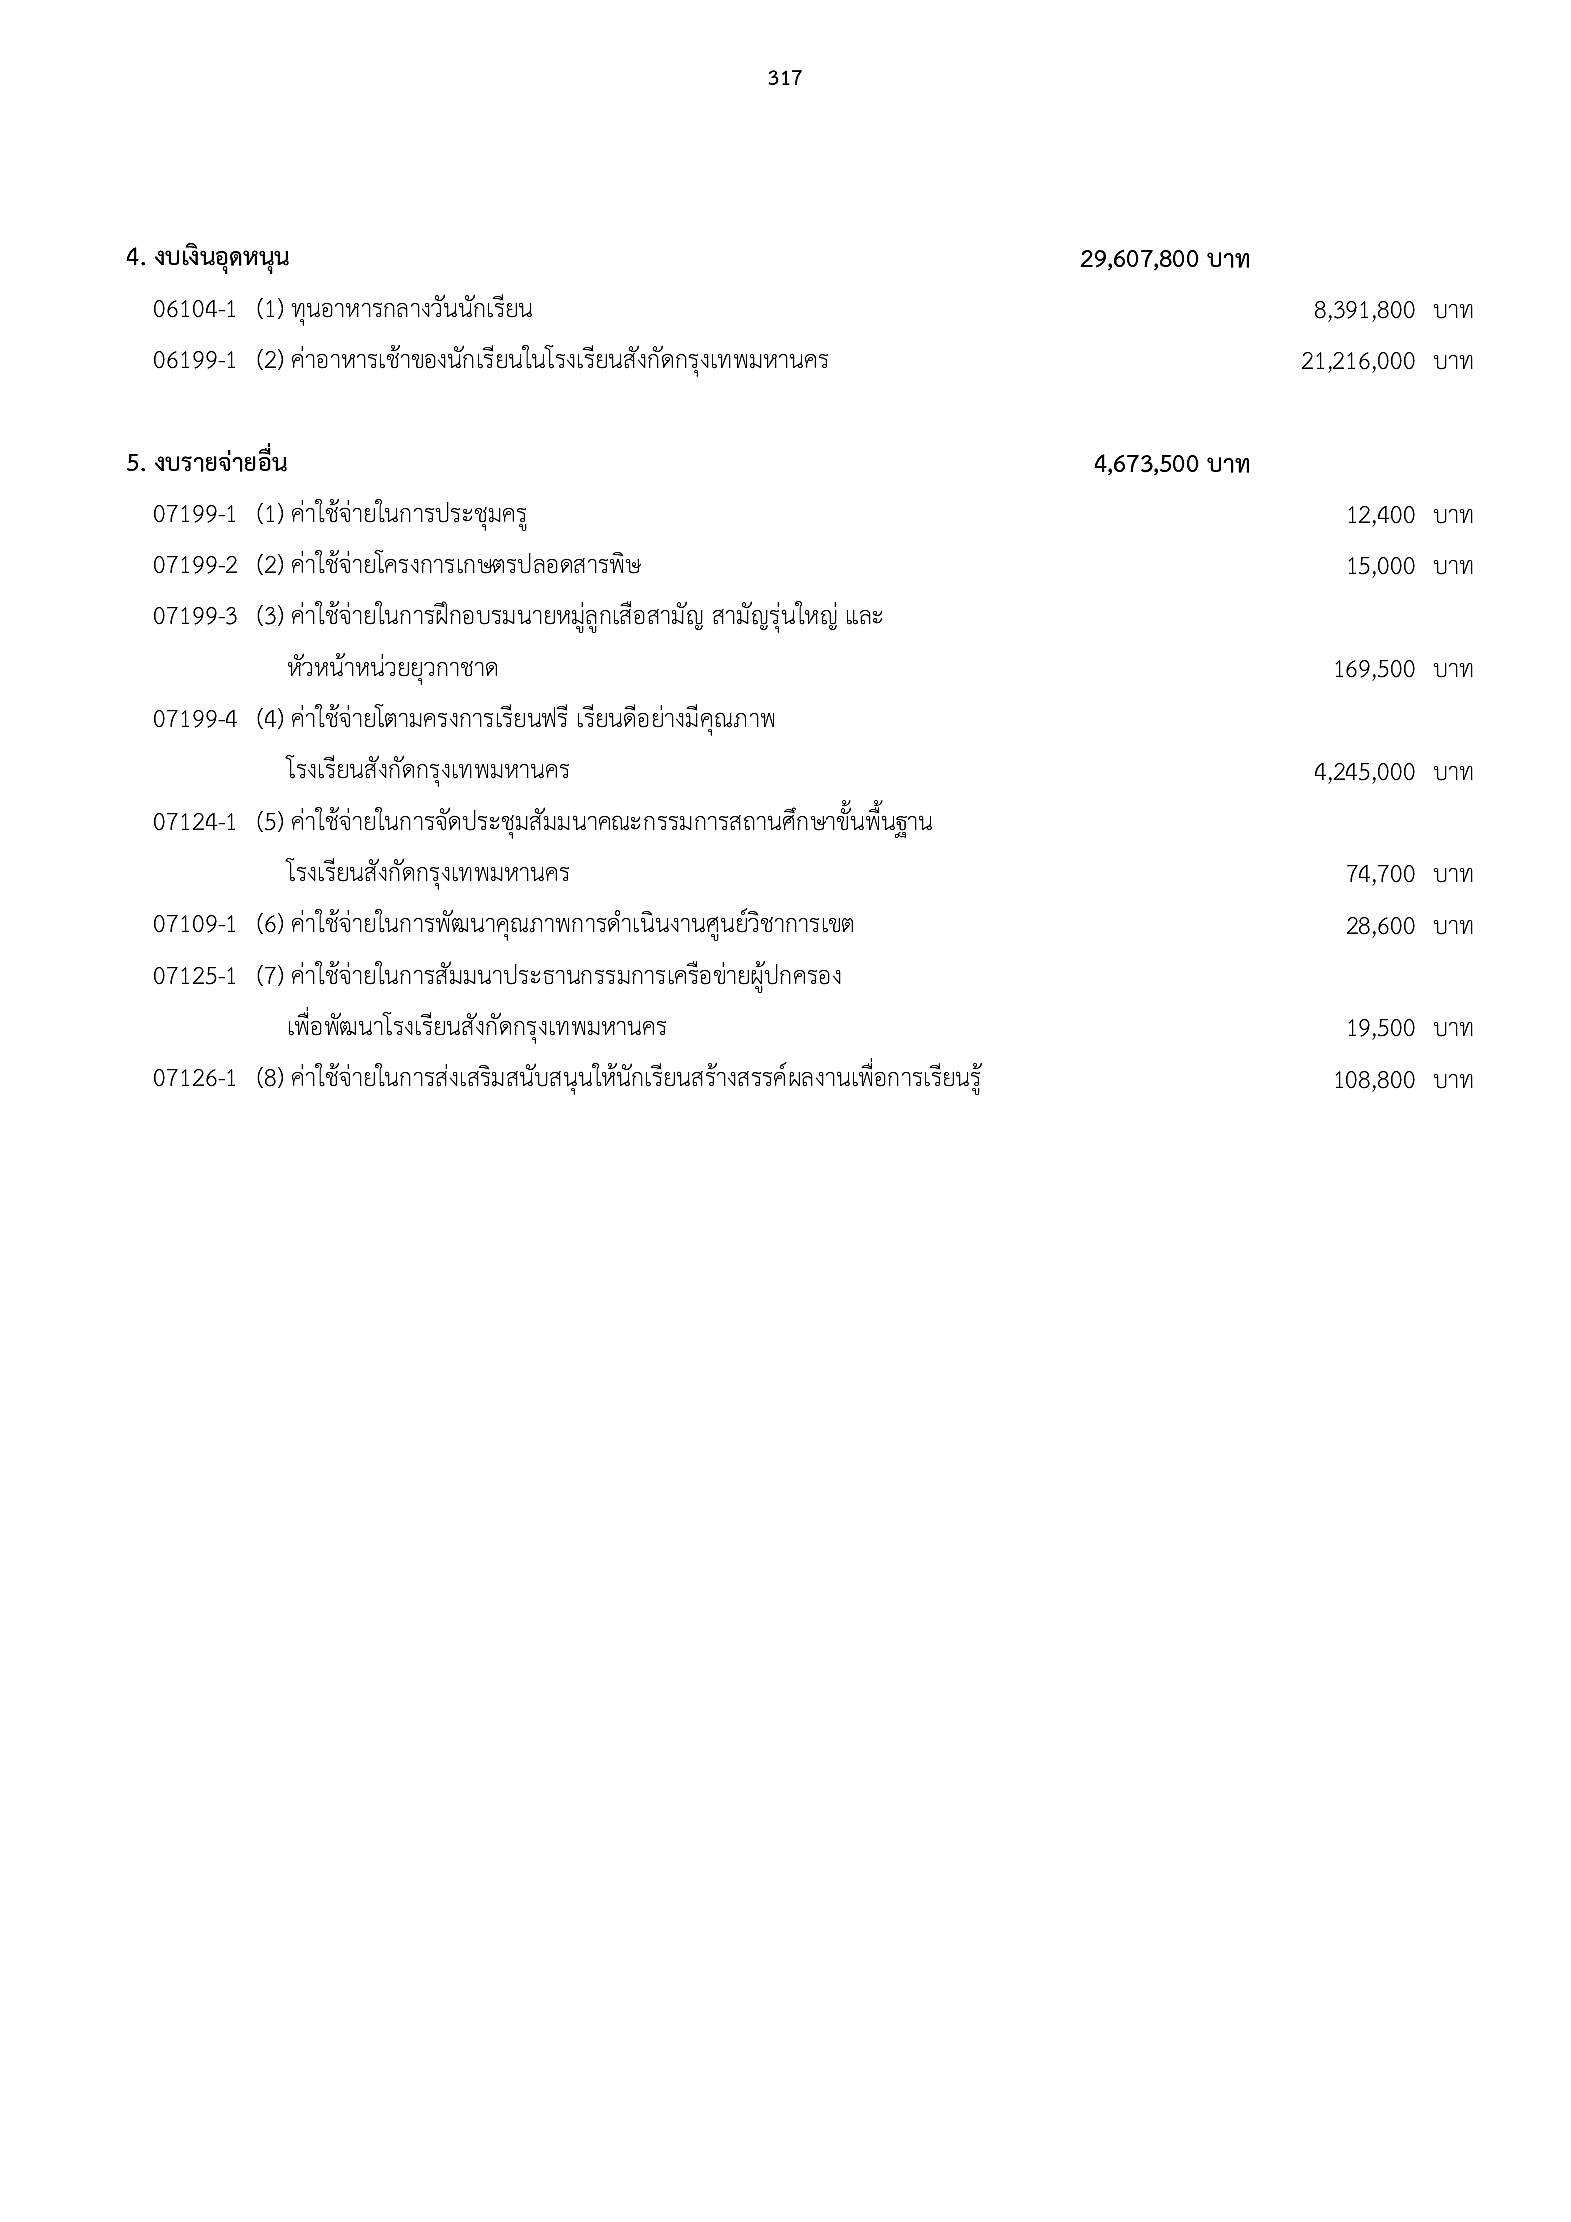 317
4. งบเงินอุดหนุน 29,607,800 บาท
06104-1 (1) ทุนอาหารกลางวันนักเรียน 8,391,800 บาท
06199-1 (2) ค่าอาหารเช้าของนักเรียนในโรงเรียนสังกัดกรุงเทพมหานคร 21,216,000 บาท
5. งบรายจ่ายอื่น 4,673,500 บาท
07199-1 (1) ค่าใช้จ่ายในการประชุมครู 12,400 บาท
07199-2 (2) ค่าใช้จ่ายโครงการเกษตรปลอดสารพิษ 15,000 บาท
07199-3 (3) ค่าใช้จ่ายในการฝึกอบรมนายหมู่ลูกเสือสามัญ สามัญรุ่นใหญ่ และ
หัวหน้าหน่วยยุวกาชาด 169,500 บาท
07199-4 (4) ค่าใช้จ่ายโตามครงการเรียนฟรี เรียนดีอย่างมีคุณภาพ
โรงเรียนสังกัดกรุงเทพมหานคร 4,245,000 บาท
07124-1 (5) ค่าใช้จ่ายในการจัดประชุมสัมมนาคณะกรรมการสถานศึกษาขั้นพื้นฐาน
โรงเรียนสังกัดกรุงเทพมหานคร 74,700 บาท
07109-1 (6) ค่าใช้จ่ายในการพัฒนาคุณภาพการดำเนินงานศูนย์วิชาการเขต 28,600 บาท
07125-1 (7) ค่าใช้จ่ายในการสัมมนาประธานกรรมการเครือข่ายผู้ปกครอง
เพื่อพัฒนาโรงเรียนสังกัดกรุงเทพมหานคร 19,500 บาท
07126-1 (8) ค่าใช้จ่ายในการส่งเสริมสนับสนุนให้นักเรียนสร้างสรรค์ผลงานเพื่อการเรียนรู้ 108,800 บาท